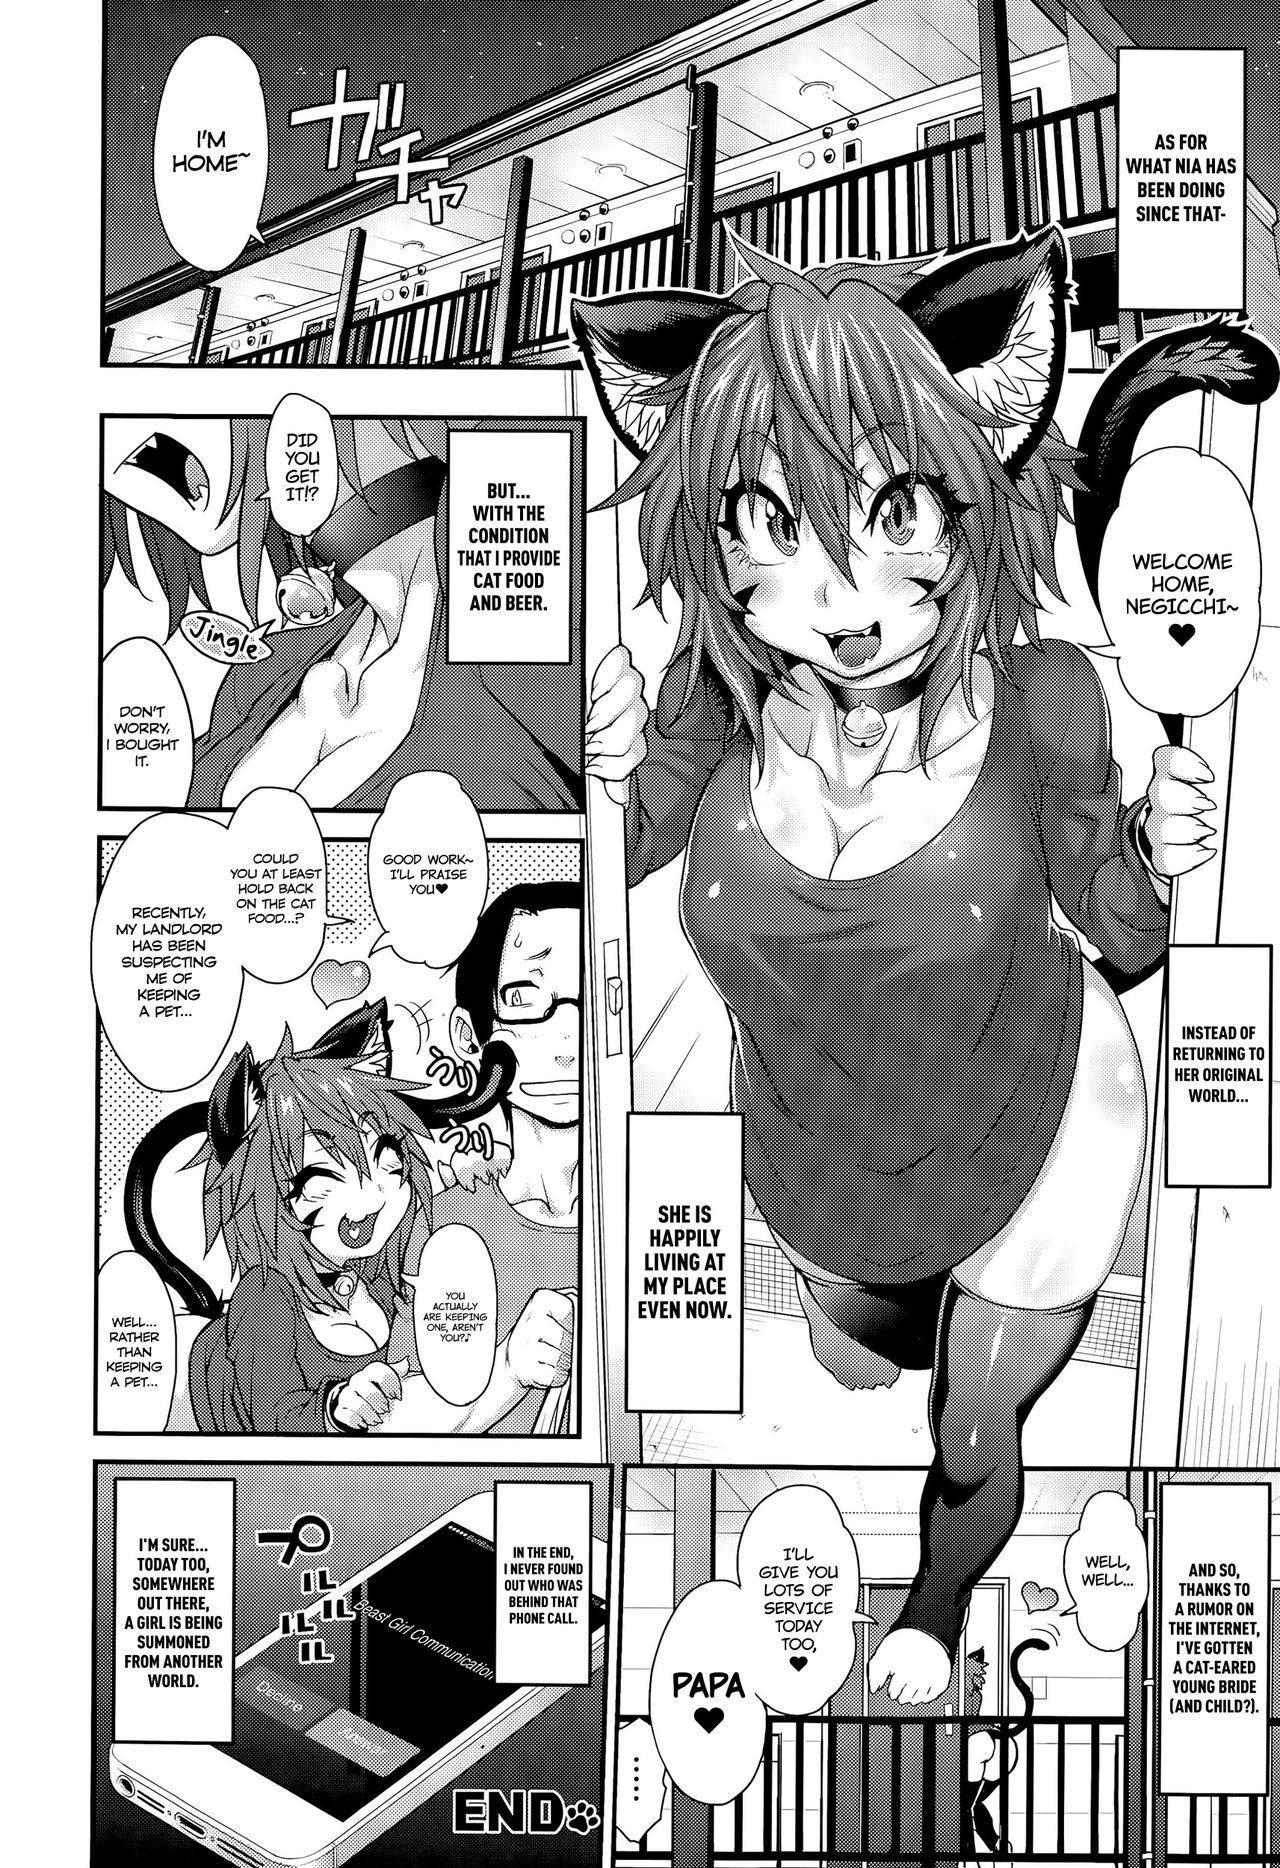 AS FOR
WHAT NIA HAS
BEEN DOING
SINCE THAT-
ガチャ
I'M
HOME~
WELCOME
HOME,
NEGICCHI~
♥
INSTEAD OF
RETURNING TO
HER ORIGINAL
WORLD...
SHE IS
HAPPILY
LIVING AT
MY PLACE
EVEN NOW.
BUT...
WITH THE
CONDITION
THAT I PROVIDE
CAT FOOD
AND BEER.
DID
YOU GET
IT!?
Jingle
DON'T
WORRY,
I BOUGHT
IT.
GOOD WORK~
I'LL PRAISE
YOU♥
COULD
YOU AT LEAST
HOLD BACK
ON THE CAT
FOOD...?
RECENTLY,
MY LANDLORD
HAS BEEN
SUSPECTING
ME OF
KEEPING
A PET...
YOU
ACTUALLY
ARE KEEPING
ONE, AREN'T
YOU?♪
WELL...
RATHER
THAN
KEEPING
A PET...
AND SO,
THANKS TO
A RUMOR ON
THE INTERNET,
I'VE GOTTEN
A CAT-EARED
YOUNG BRIDE
(AND CHILD?).
WELL,
WELL...
I'LL
GIVE YOU
LOTS OF
SERVICE
TODAY
TOO,
♥
PAPA
♥
......
IN THE END,
I NEVER FOUND
OUT WHO WAS
BEHIND THAT
PHONE CALL.
Beast Girl Communication
Decline
I'M SURE...
TODAY TOO,
SOMEWHERE
OUT THERE,
A GIRL IS BEING
SUMMONED
FROM ANOTHER
WORLD.
END